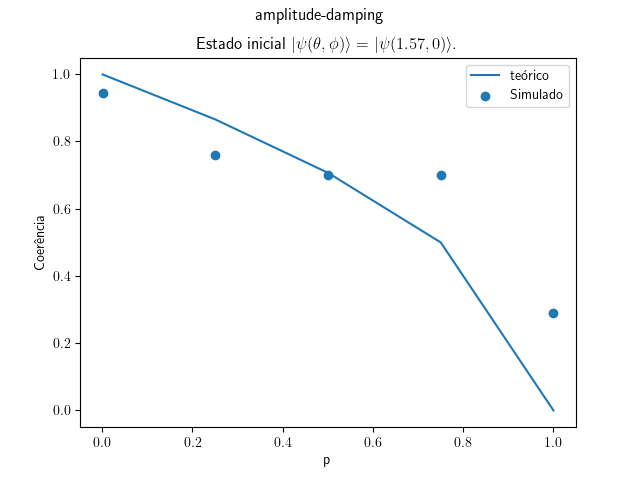 amplitude-damping
Estado inicial |ψ(θ, ϕ)⟩ = |ψ(1.57, 0)⟩.
teórico
Simulado
1.0
0.8
0.6
0.4
0.2
0.0
Coerência
0.0 0.2 0.4 0.6 0.8 1.0
p